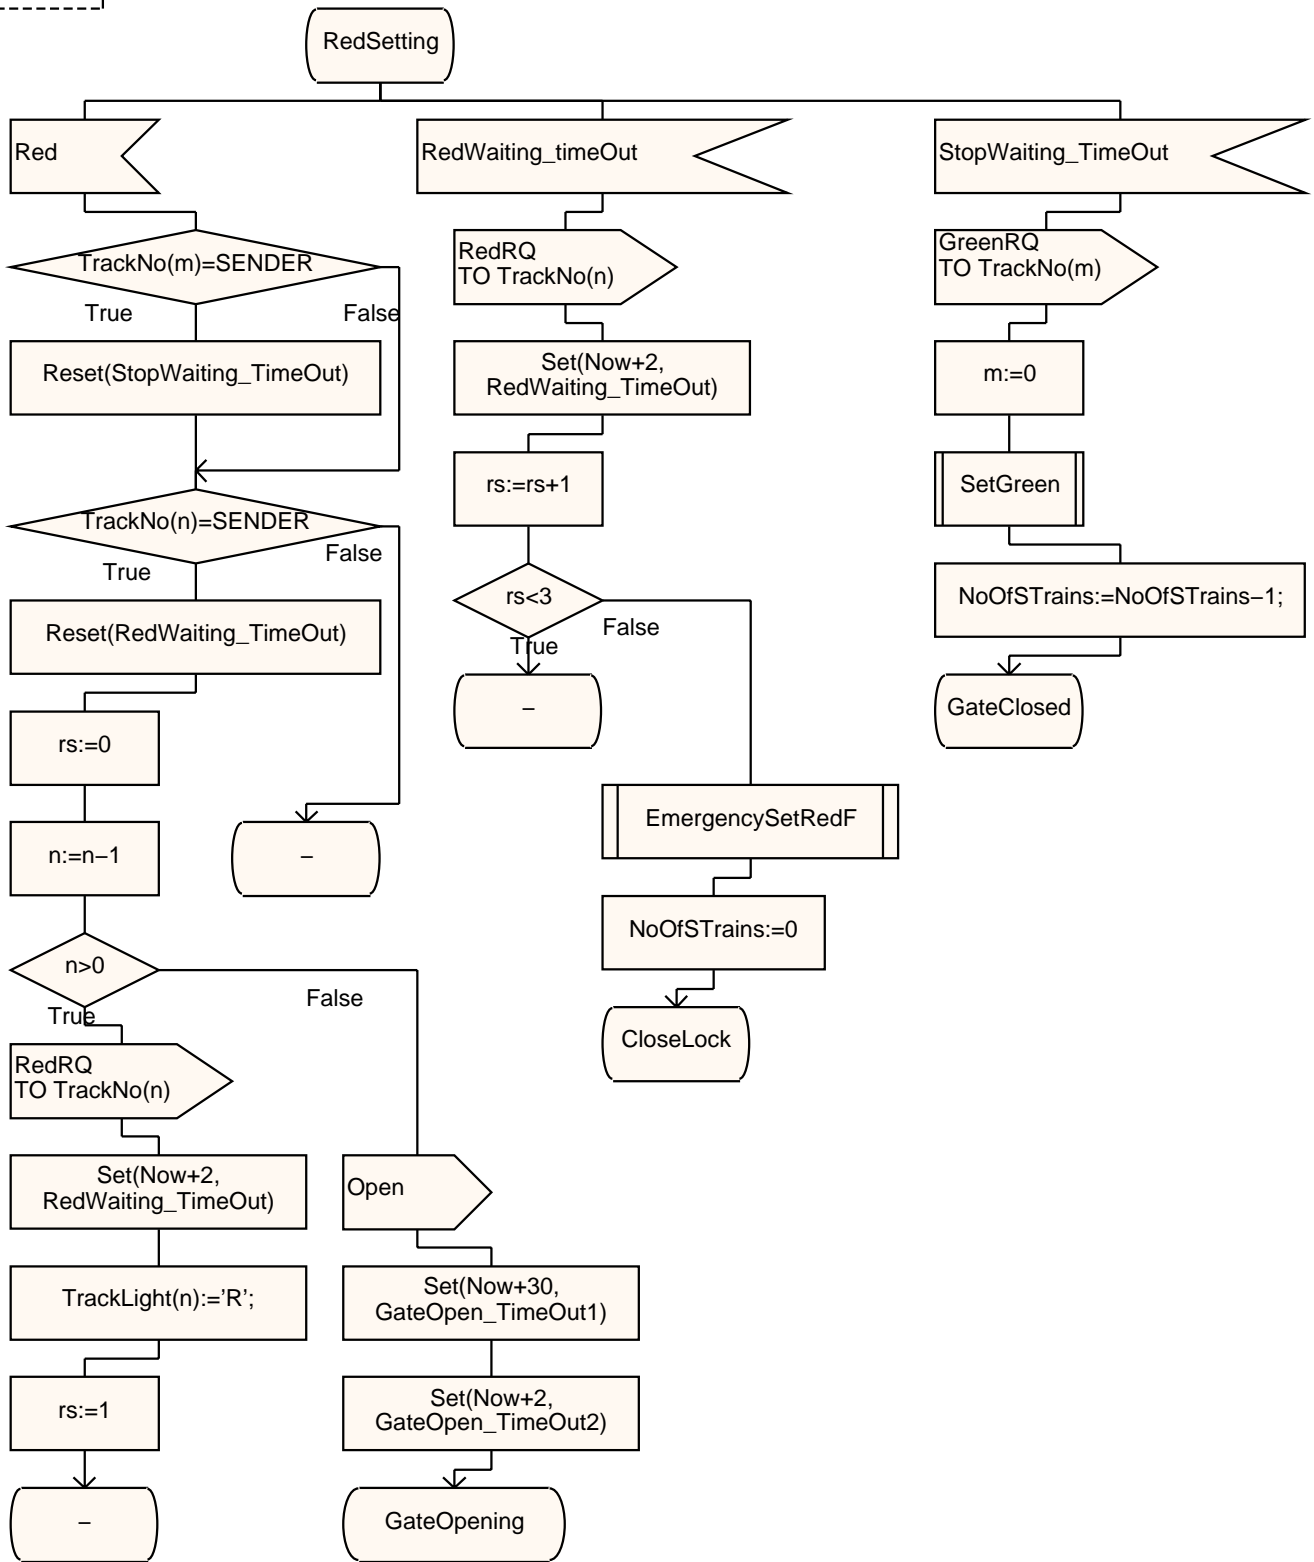 RedSetting
Red
RedWaiting_timeOut
StopWaiting_TimeOut
TrackNo(m)=SENDER
True
False
Reset(StopWaiting_TimeOut)
TrackNo(n)=SENDER
False
True
Reset(RedWaiting_TimeOut)
rs:=0
n:=n−1
−
n>0
False
True
RedRQ
TO TrackNo(n)
Set(Now+2,
RedWaiting_TimeOut)
TrackLight(n):='R';
rs:=1
−
Open
Set(Now+30,
GateOpen_TimeOut1)
Set(Now+2,
GateOpen_TimeOut2)
GateOpening
RedRQ
TO TrackNo(n)
Set(Now+2,
RedWaiting_TimeOut)
rs:=rs+1
rs<3
False
True
−
EmergencySetRedF
NoOfSTrains:=0
CloseLock
GreenRQ
TO TrackNo(m)
m:=0
SetGreen
NoOfSTrains:=NoOfSTrains−1;
GateClosed